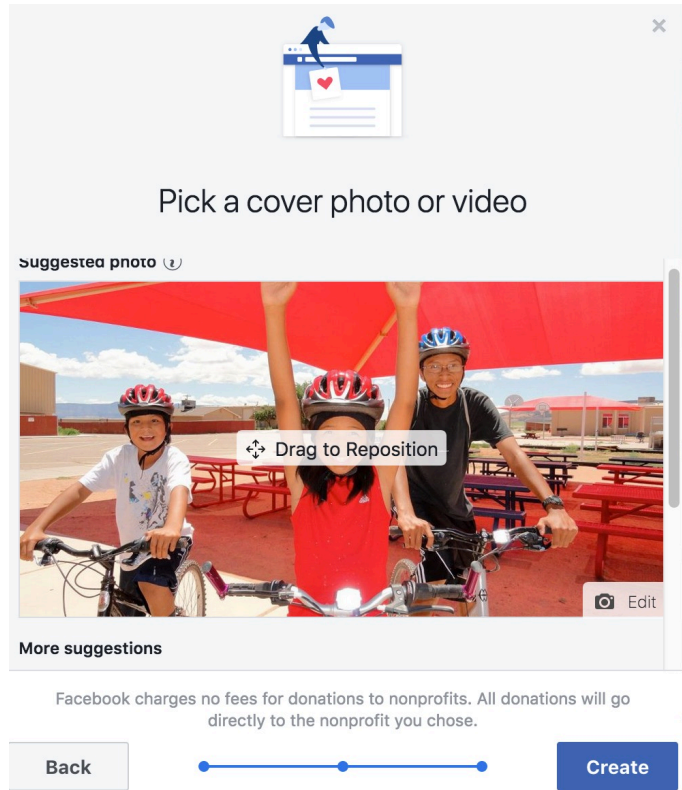 Pick a cover photo or video
Suggested photo
Drag to Reposition
Edit
More suggestions
Facebook charges no fees for donations to nonprofits. All donations will go
directly to the nonprofit you chose.
Back
Create